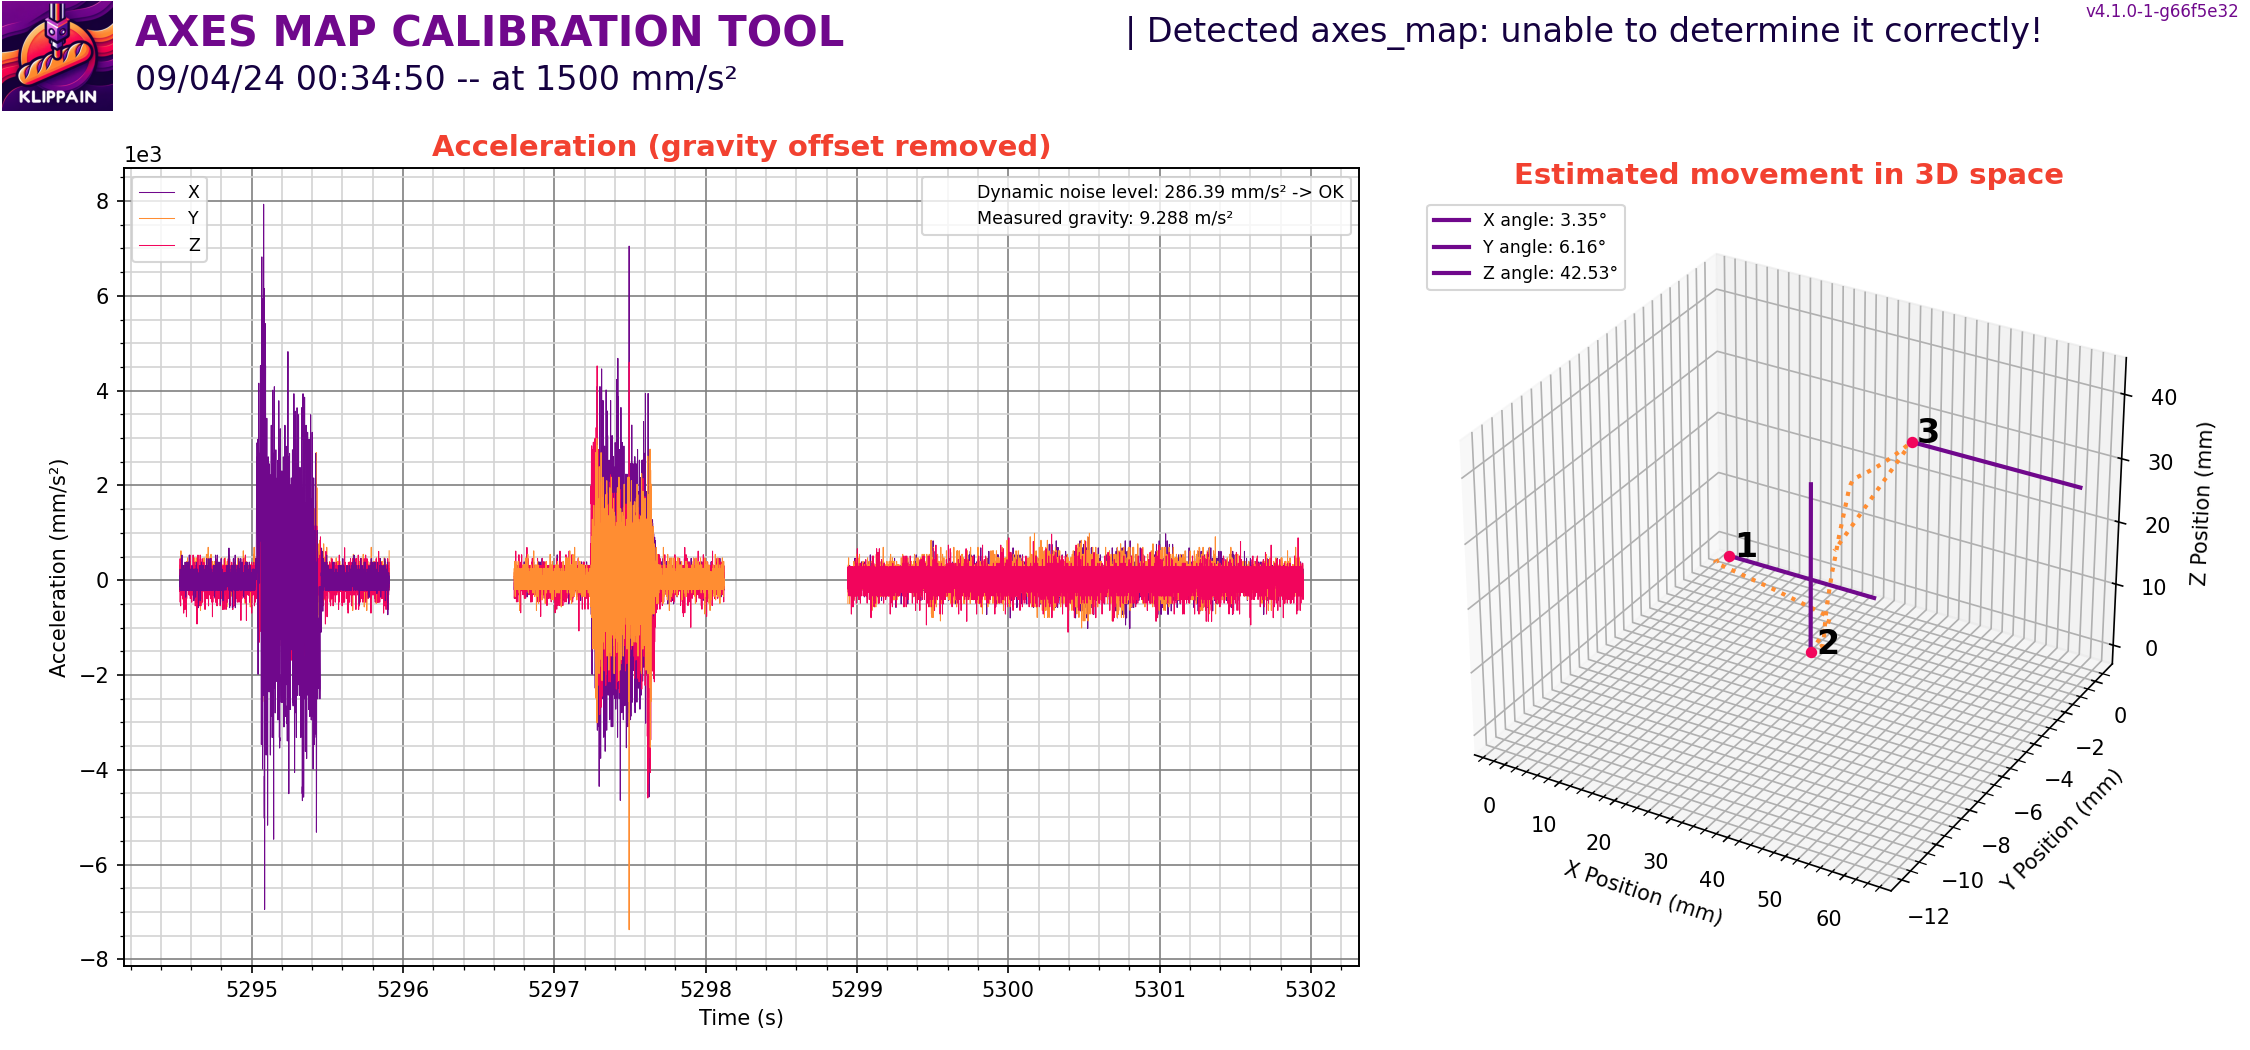 KLIPPAIN
AXES MAP CALIBRATION TOOL
09/04/24 00:34:50 -- at 1500 mm/s²
| Detected axes_map: unable to determine it correctly!
v4.1.0-1-g66f5e32
Acceleration (gravity offset removed)
1e3
X
Y
Z
Dynamic noise level: 286.39 mm/s² -> OK
Measured gravity: 9.288 m/s²
8
6
4
2
0
−2
−4
−6
−8
Acceleration (mm/s²)
5295
5296
5297
5298
5299
5300
5301
5302
Time (s)
Estimated movement in 3D space
X angle: 3.35°
Y angle: 6.16°
Z angle: 42.53°
1
2
3
40
30
20
10
0
Z Position (mm)
0
−2
−4
−6
−8
−10
−12
Y Position (mm)
0
10
20
30
40
50
60
X Position (mm)